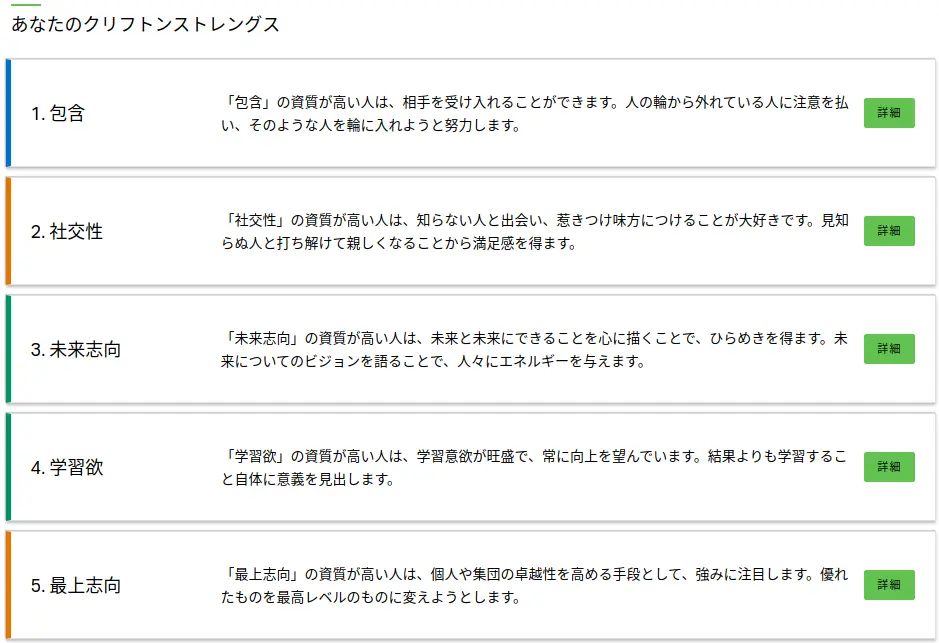 あなたのクリフトンストレングス
1. 包含
「包含」の資質が高い人は、相手を受け入れることができます。人の輪から外れている人に注意を払
い、そのような人を輪に入れようと努力します。
詳細
2. 社交性
「社交性」の資質が高い人は、知らない人と出会い、惹きつけ味方につけることが大好きです。見知
らぬ人と打ち解けて親しくなることから満足感を得ます。
詳細
3. 未来志向
「未来志向」の資質が高い人は、未来と未来にできることを心に描くことで、ひらめきを得ます。未
来についてのビジョンを語ることで、人々にエネルギーを与えます。
詳細
4. 学習欲
「学習欲」の資質が高い人は、学習意欲が旺盛で、常に向上を望んでいます。結果よりも学習するこ
と自体に意義を見出します。
詳細
5. 最上志向
「最上志向」の資質が高い人は、個人や集団の卓越性を高める手段として、強みに注目します。優れ
たものを最高レベルのものに変えようとします。
詳細